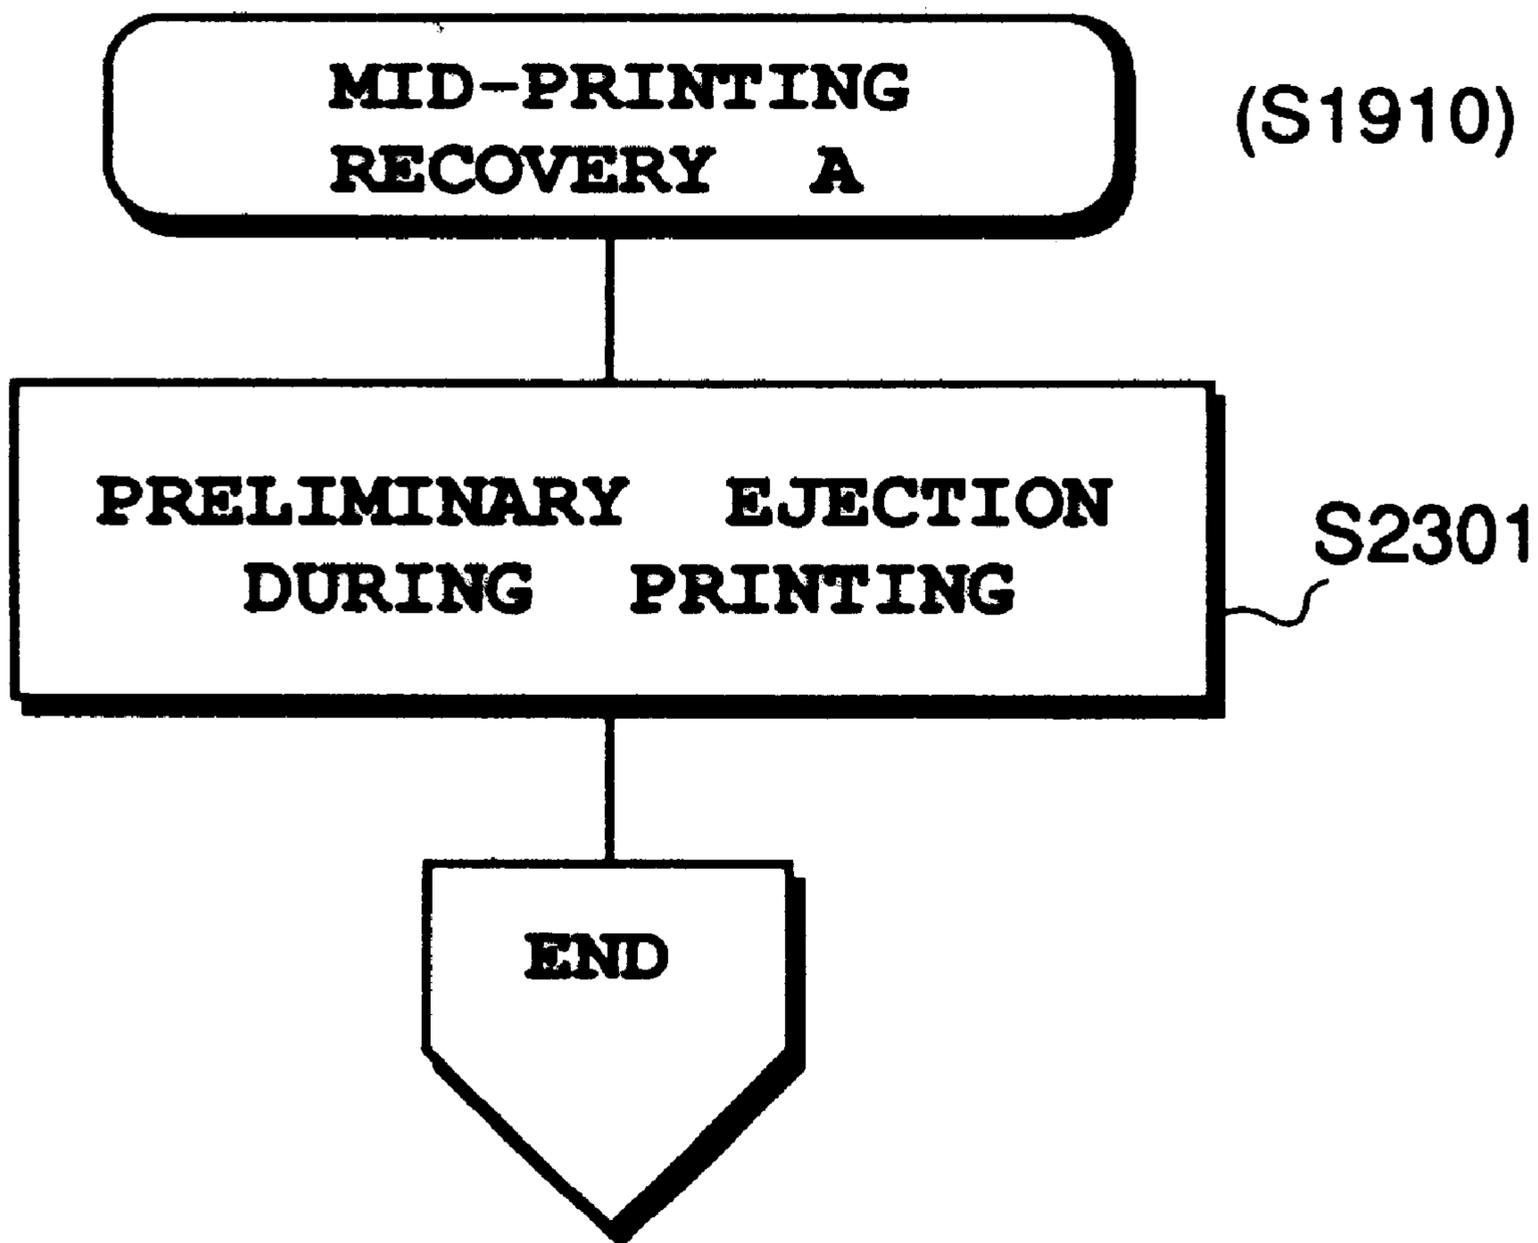 MID-PRINTING
RECOVERY A
(S1910)
PRELIMINARY EJECTION
DURING PRINTING
S2301
END